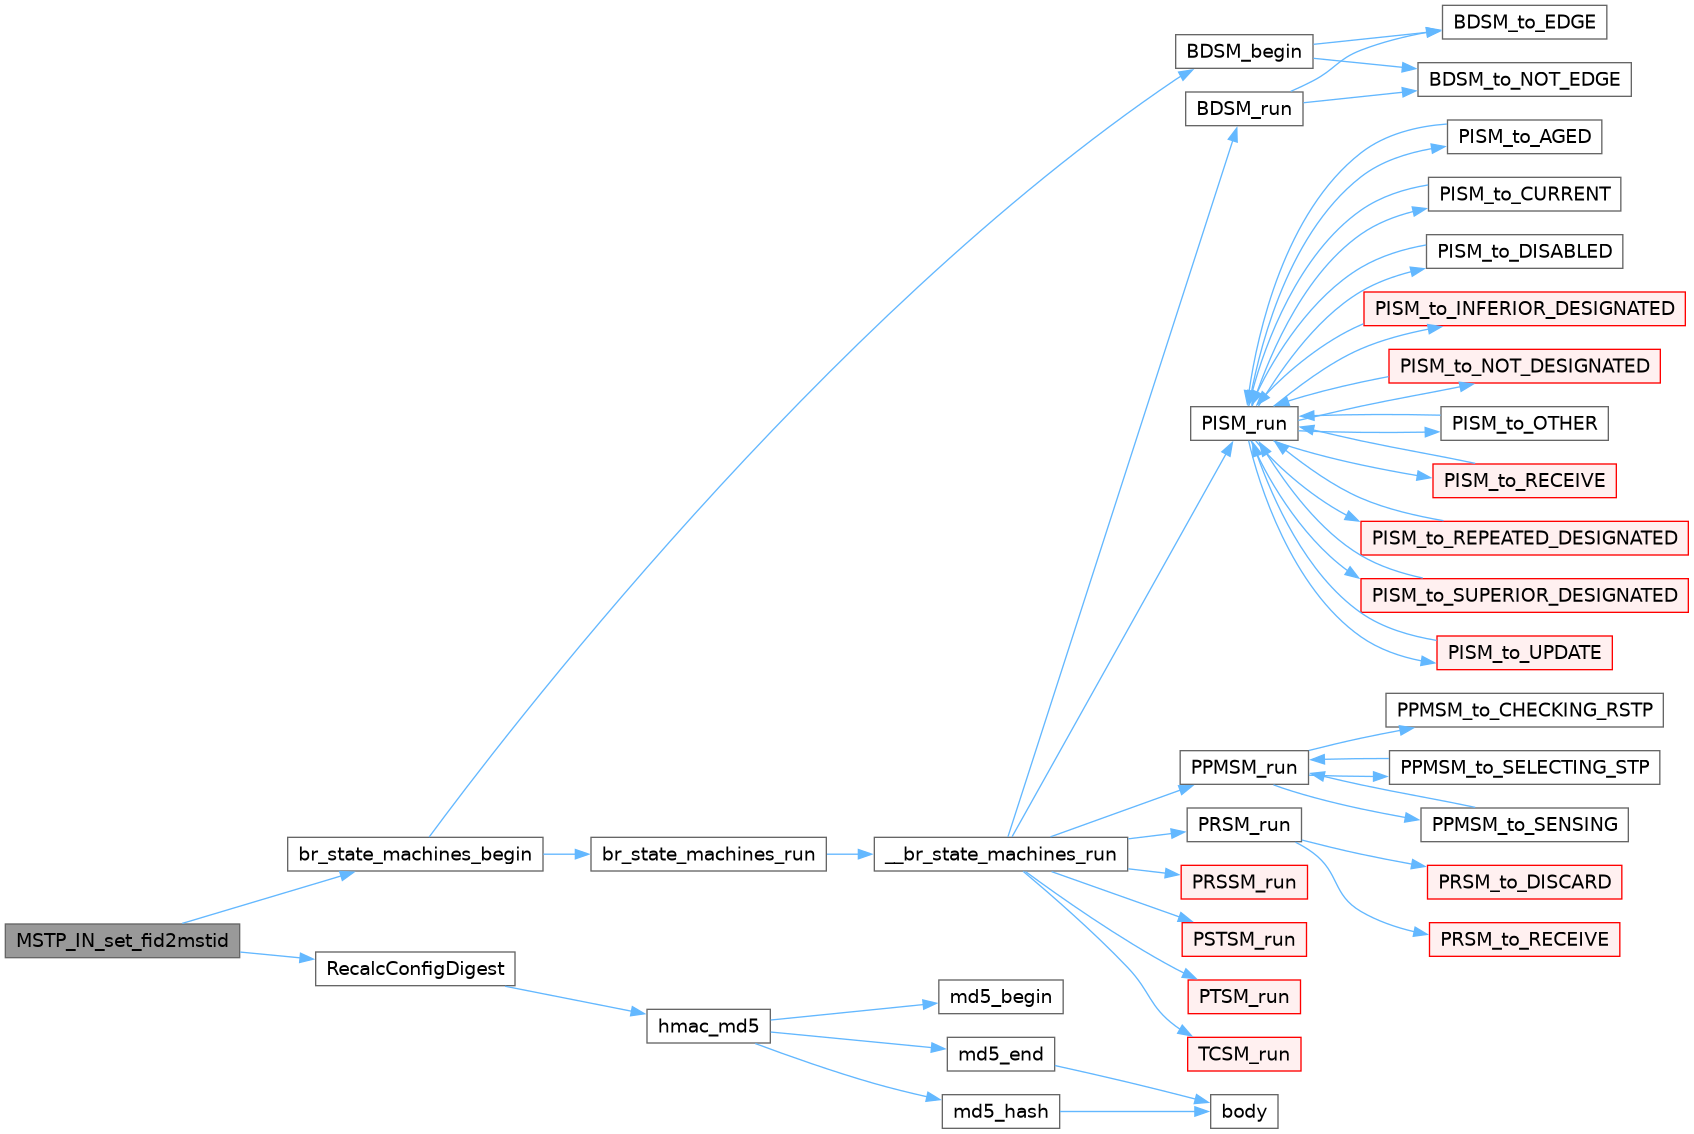 BDSM_to_EDGE
BDSM_begin
BDSM_to_NOT_EDGE
BDSM_run
PISM_to_AGED
PISM_to_CURRENT
PISM_to_DISABLED
PISM_to_INFERIOR_DESIGNATED
PISM_to_NOT_DESIGNATED
PISM_run
PISM_to_OTHER
PISM_to_RECEIVE
PISM_to_REPEATED_DESIGNATED
PISM_to_SUPERIOR_DESIGNATED
PISM_to_UPDATE
PPMSM_to_CHECKING_RSTP
PPMSM_run
PPMSM_to_SELECTING_STP
PRSM_run
PPMSM_to_SENSING
br_state_machines_begin
br_state_machines_run
__br_state_machines_run
PRSSM_run
PRSM_to_DISCARD
MSTP_IN_set_fid2mstid
PSTSM_run
PRSM_to_RECEIVE
RecalcConfigDigest
md5_begin
PTSM_run
hmac_md5
md5_end
TCSM_run
md5_hash
body